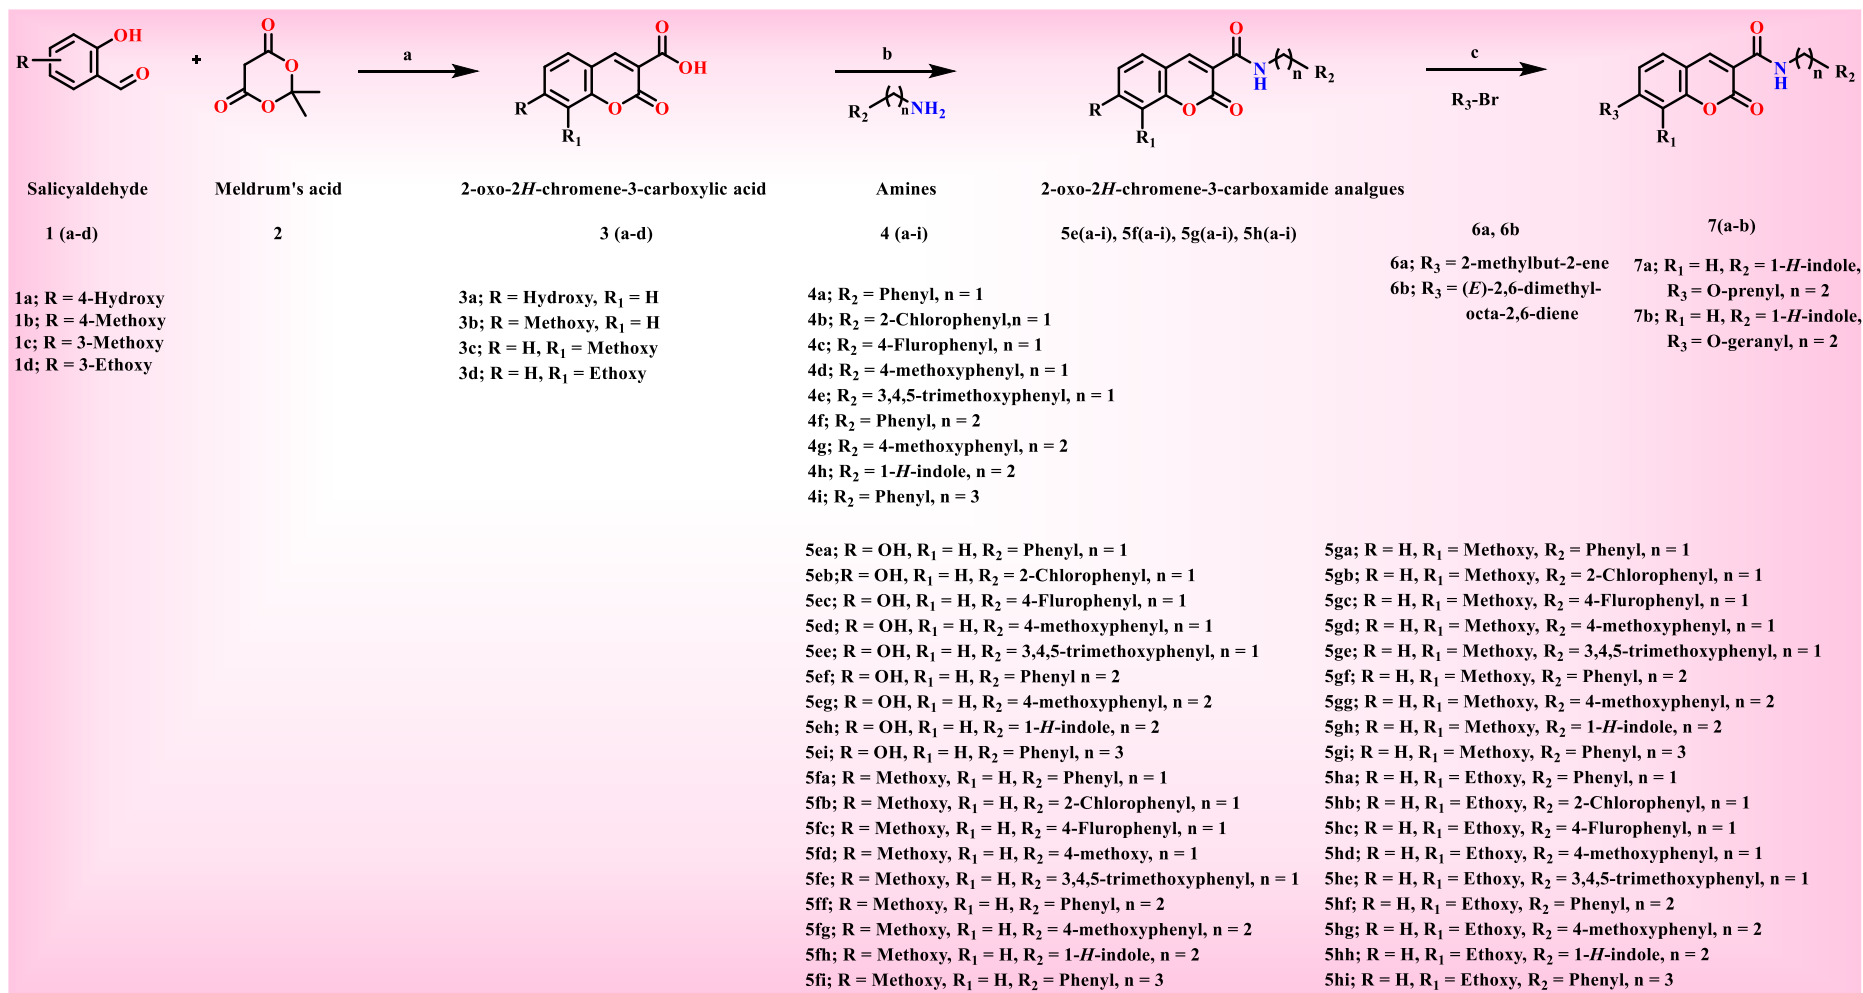 R
OH
O
+
O
O
O
O
a
R
O
OH
O
O
R₁
b
R₂
n
NH₂
R
O
N
H
n
R₂
O
O
R₁
c
R₃-Br
R₃
O
N
H
n
R₂
O
O
R₁
Salicyaldehyde
Meldrum's acid
2-oxo-2H-chromene-3-carboxylic acid
Amines
2-oxo-2H-chromene-3-carboxamide analgues
1 (a-d)
2
3 (a-d)
4 (a-i)
5e(a-i), 5f(a-i), 5g(a-i), 5h(a-i)
6a, 6b
7(a-b)
1a; R = 4-Hydroxy
1b; R = 4-Methoxy
1c; R = 3-Methoxy
1d; R = 3-Ethoxy
3a; R = Hydroxy, R₁ = H
3b; R = Methoxy, R₁ = H
3c; R = H, R₁ = Methoxy
3d; R = H, R₁ = Ethoxy
4a; R₂ = Phenyl, n = 1
4b; R₂ = 2-Chlorophenyl,n = 1
4c; R₂ = 4-Flurophenyl, n = 1
4d; R₂ = 4-methoxyphenyl, n = 1
4e; R₂ = 3,4,5-trimethoxyphenyl, n = 1
4f; R₂ = Phenyl, n = 2
4g; R₂ = 4-methoxyphenyl, n = 2
4h; R₂ = 1-H-indole, n = 2
4i; R₂ = Phenyl, n = 3
6a; R₃ = 2-methylbut-2-ene
6b; R₃ = (E)-2,6-dimethyl-
octa-2,6-diene
7a; R₁ = H, R₂ = 1-H-indole,
R₃ = O-prenyl, n = 2
7b; R₁ = H, R₂ = 1-H-indole,
R₃ = O-geranyl, n = 2
5ea; R = OH, R₁ = H, R₂ = Phenyl, n = 1
5eb;R = OH, R₁ = H, R₂ = 2-Chlorophenyl, n = 1
5ec; R = OH, R₁ = H, R₂ = 4-Flurophenyl, n = 1
5ed; R = OH, R₁ = H, R₂ = 4-methoxyphenyl, n = 1
5ee; R = OH, R₁ = H, R₂ = 3,4,5-trimethoxyphenyl, n = 1
5ef; R = OH, R₁ = H, R₂ = Phenyl n = 2
5eg; R = OH, R₁ = H, R₂ = 4-methoxyphenyl, n = 2
5eh; R = OH, R₁ = H, R₂ = 1-H-indole, n = 2
5ei; R = OH, R₁ = H, R₂ = Phenyl, n = 3
5fa; R = Methoxy, R₁ = H, R₂ = Phenyl, n = 1
5fb; R = Methoxy, R₁ = H, R₂ = 2-Chlorophenyl, n = 1
5fc; R = Methoxy, R₁ = H, R₂ = 4-Flurophenyl, n = 1
5fd; R = Methoxy, R₁ = H, R₂ = 4-methoxy, n = 1
5fe; R = Methoxy, R₁ = H, R₂ = 3,4,5-trimethoxyphenyl, n = 1
5ff; R = Methoxy, R₁ = H, R₂ = Phenyl, n = 2
5fg; R = Methoxy, R₁ = H, R₂ = 4-methoxyphenyl, n = 2
5fh; R = Methoxy, R₁ = H, R₂ = 1-H-indole, n = 2
5fi; R = Methoxy, R₁ = H, R₂ = Phenyl, n = 3
5ga; R = H, R₁ = Methoxy, R₂ = Phenyl, n = 1
5gb; R = H, R₁ = Methoxy, R₂ = 2-Chlorophenyl, n = 1
5gc; R = H, R₁ = Methoxy, R₂ = 4-Flurophenyl, n = 1
5gd; R = H, R₁ = Methoxy, R₂ = 4-methoxyphenyl, n = 1
5ge; R = H, R₁ = Methoxy, R₂ = 3,4,5-trimethoxyphenyl, n = 1
5gf; R = H, R₁ = Methoxy, R₂ = Phenyl, n = 2
5gg; R = H, R₁ = Methoxy, R₂ = 4-methoxyphenyl, n = 2
5gh; R = H, R₁ = Methoxy, R₂ = 1-H-indole, n = 2
5gi; R = H, R₁ = Methoxy, R₂ = Phenyl, n = 3
5ha; R = H, R₁ = Ethoxy, R₂ = Phenyl, n = 1
5hb; R = H, R₁ = Ethoxy, R₂ = 2-Chlorophenyl, n = 1
5hc; R = H, R₁ = Ethoxy, R₂ = 4-Flurophenyl, n = 1
5hd; R = H, R₁ = Ethoxy, R₂ = 4-methoxyphenyl, n = 1
5he; R = H, R₁ = Ethoxy, R₂ = 3,4,5-trimethoxyphenyl, n = 1
5hf; R = H, R₁ = Ethoxy, R₂ = Phenyl, n = 2
5hg; R = H, R₁ = Ethoxy, R₂ = 4-methoxyphenyl, n = 2
5hh; R = H, R₁ = Ethoxy, R₂ = 1-H-indole, n = 2
5hi; R = H, R₁ = Ethoxy, R₂ = Phenyl, n = 3